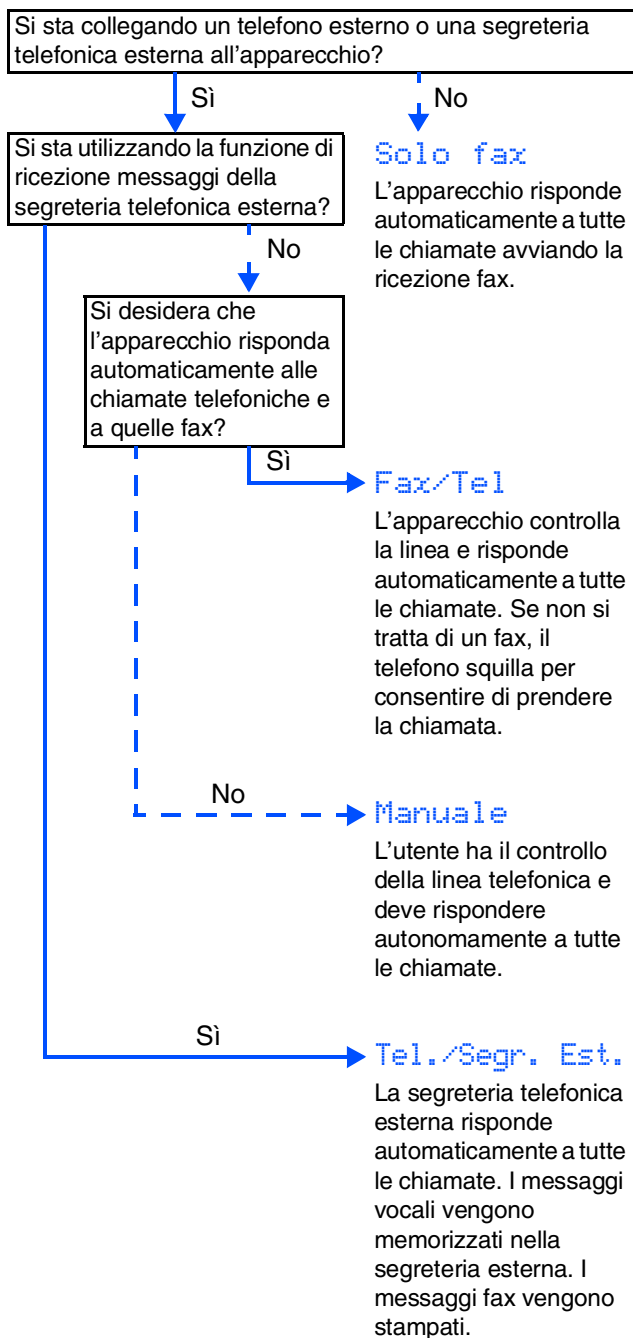 Si sta collegando un telefono esterno o una segreteria
telefonica esterna all'apparecchio?
Sì
No
Si sta utilizzando la funzione di
ricezione messaggi della
segreteria telefonica esterna?
Solo fax
L'apparecchio risponde
automaticamente a tutte
le chiamate avviando la
ricezione fax.
No
Si desidera che
l'apparecchio risponda
automaticamente alle
chiamate telefoniche e
a quelle fax?
Sì
Fax/Tel
L'apparecchio controlla
la linea e risponde
automaticamente a tutte
le chiamate. Se non si
tratta di un fax, il
telefono squilla per
consentire di prendere
la chiamata.
No
Manuale
L'utente ha il controllo
della linea telefonica e
deve rispondere
autonomamente a tutte
le chiamate.
Sì
Tel./Segr. Est.
La segreteria telefonica
esterna risponde
automaticamente a tutte
le chiamate. I messaggi
vocali vengono
memorizzati nella
segreteria esterna. I
messaggi fax vengono
stampati.